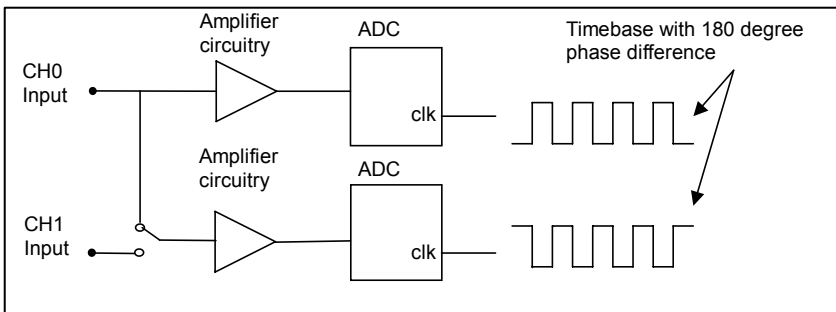 Amplifier
circuitry
ADC
Timebase with 180 degree
phase difference
CH0
Input
clk
Amplifier
circuitry
ADC
CH1
Input
clk